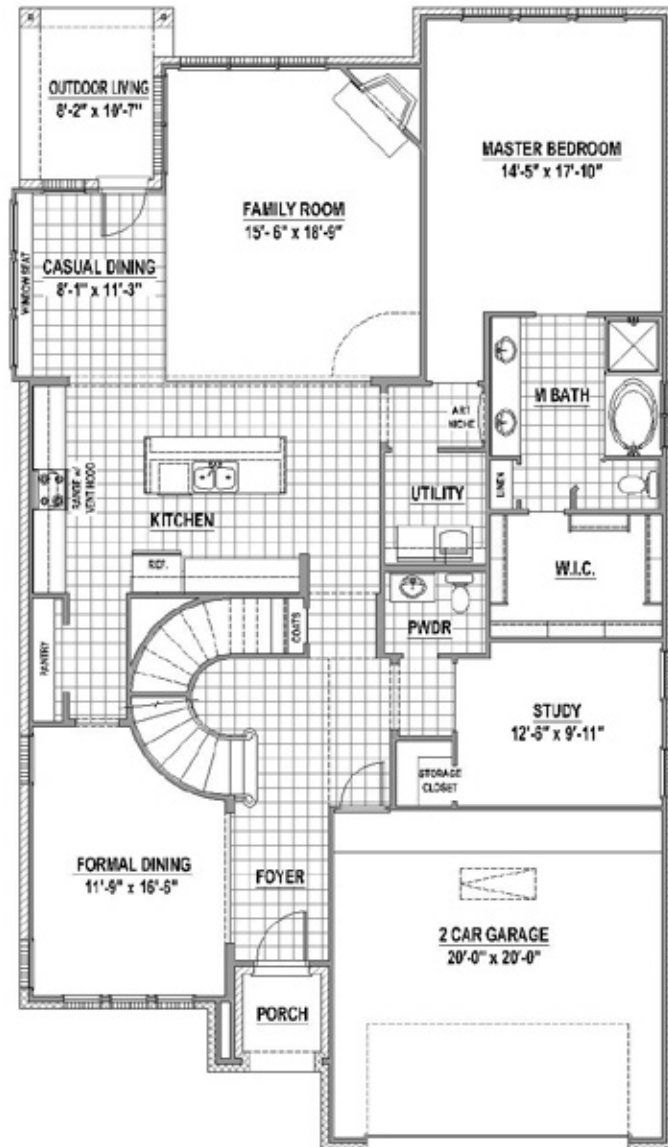 OUTDOOR LIVING
8'-2" x 10'-7"
MASTER BEDROOM
14'-5" x 17'-10"
FAMILY ROOM
15'-6" x 18'-9"
WINDOW SEAT
CASUAL DINING
8'-1" x 11'-3"
M BATH
ART
NICHE
RANGE w/
VENT HOOD
UTILITY
LINEN
KITCHEN
REF.
W.I.C.
PANTRY
COATS
PWDR
STUDY
12'-6" x 9'-11"
STORAGE
CLOSET
FORMAL DINING
11'-9" x 16'-6"
FOYER
2 CAR GARAGE
20'-0" x 20'-0"
PORCH